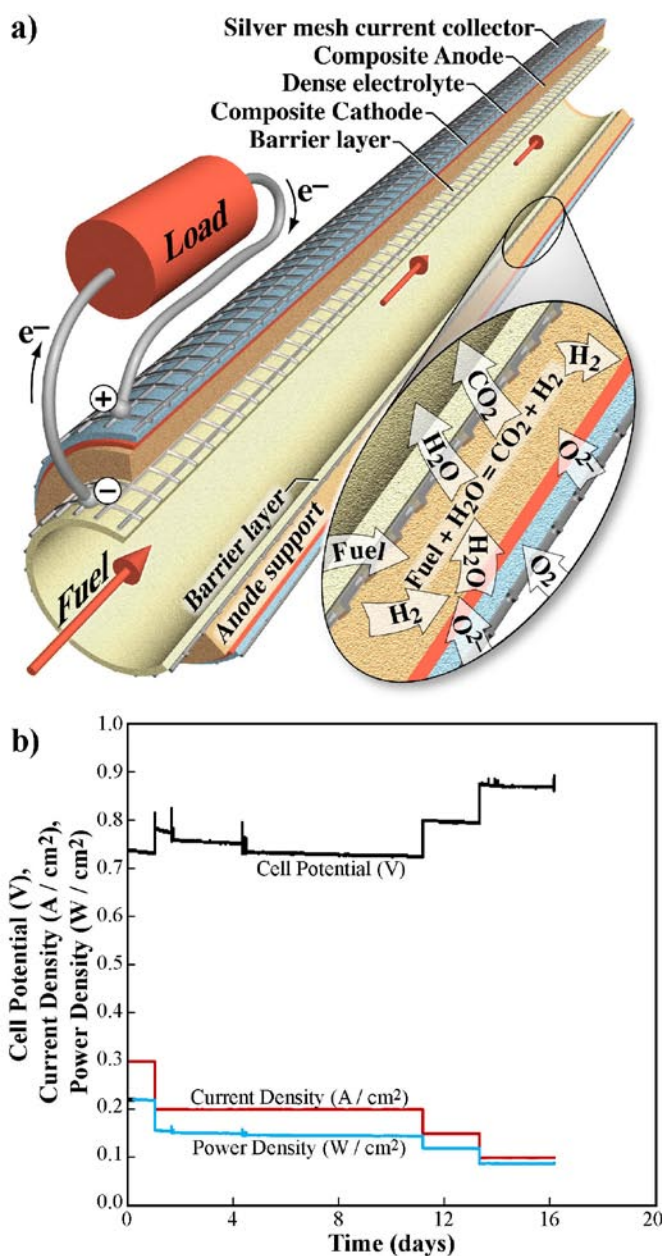 a)
Silver mesh current collector
Composite Anode
Dense electrolyte
Composite Cathode
Barrier layer
e⁻
Load
e⁻
+
−
Fuel
Barrier layer
Anode support
CO₂
H₂
H₂O
Fuel + H₂O = CO₂ + H₂
O²⁻
Fuel
H₂O
O₂
H₂
O²⁻
b)
Cell Potential (V),
Current Density (A / cm²),
Power Density (W / cm²)
1.0
0.9
0.8
0.7
0.6
0.5
0.4
0.3
0.2
0.1
0.0
Cell Potential (V)
Current Density (A / cm²)
Power Density (W / cm²)
0 4 8 12 16 20
Time (days)